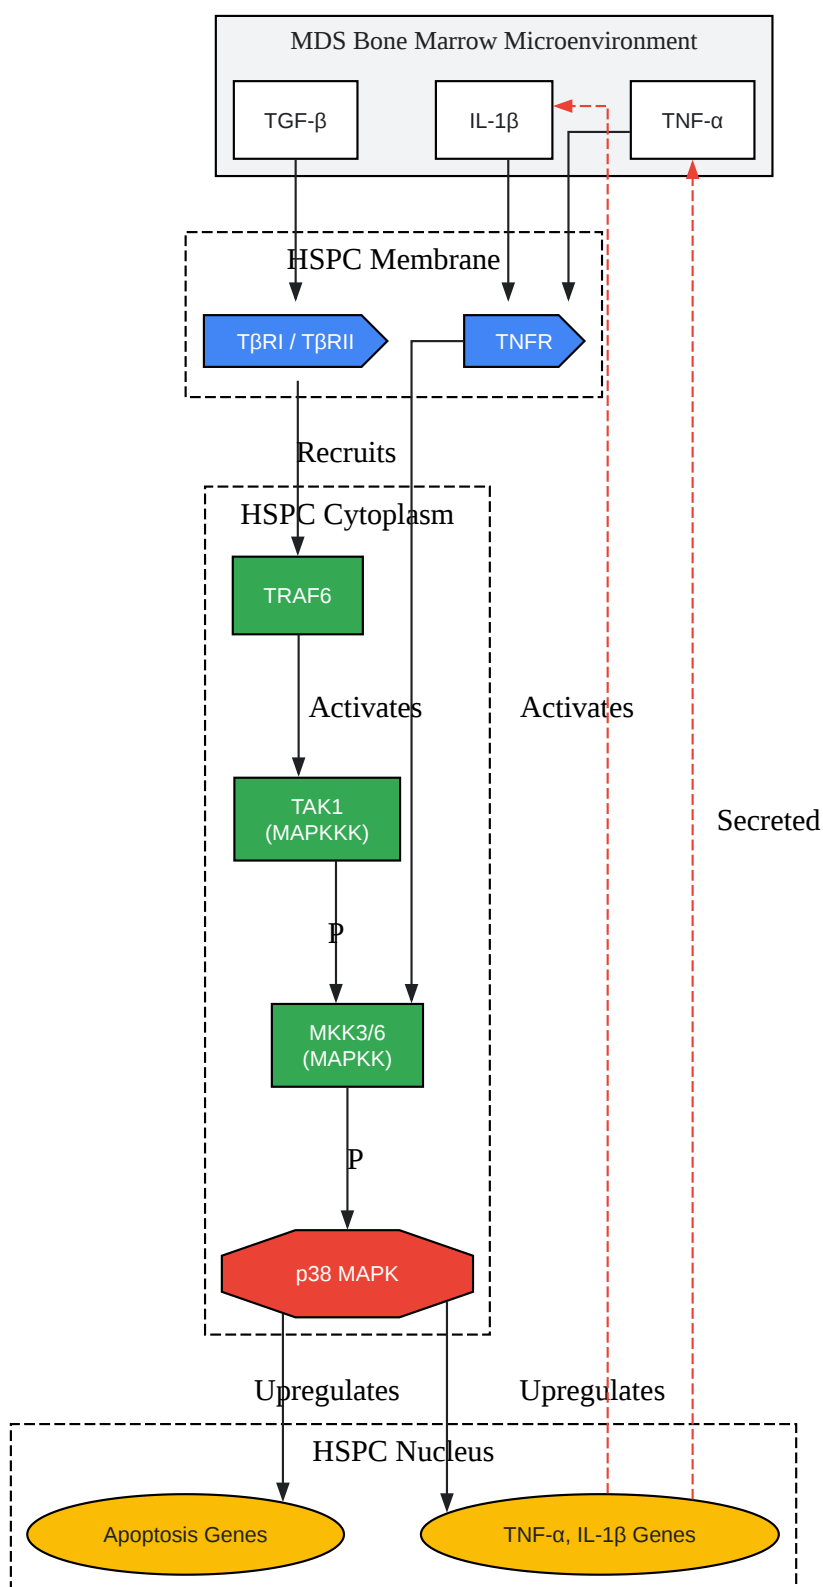 MDS Bone Marrow Microenvironment
TGF-β
IL-1β
TNF-α
HSPC Membrane
TβRI / TβRII
TNFR
Recruits
HSPC Cytoplasm
TRAF6
Activates
Activates
TAK1
(MAPKKK)
Secreted
P
MKK3/6
(MAPKK)
P
p38 MAPK
Upregulates
Upregulates
HSPC Nucleus
Apoptosis Genes
TNF-α, IL-1β Genes